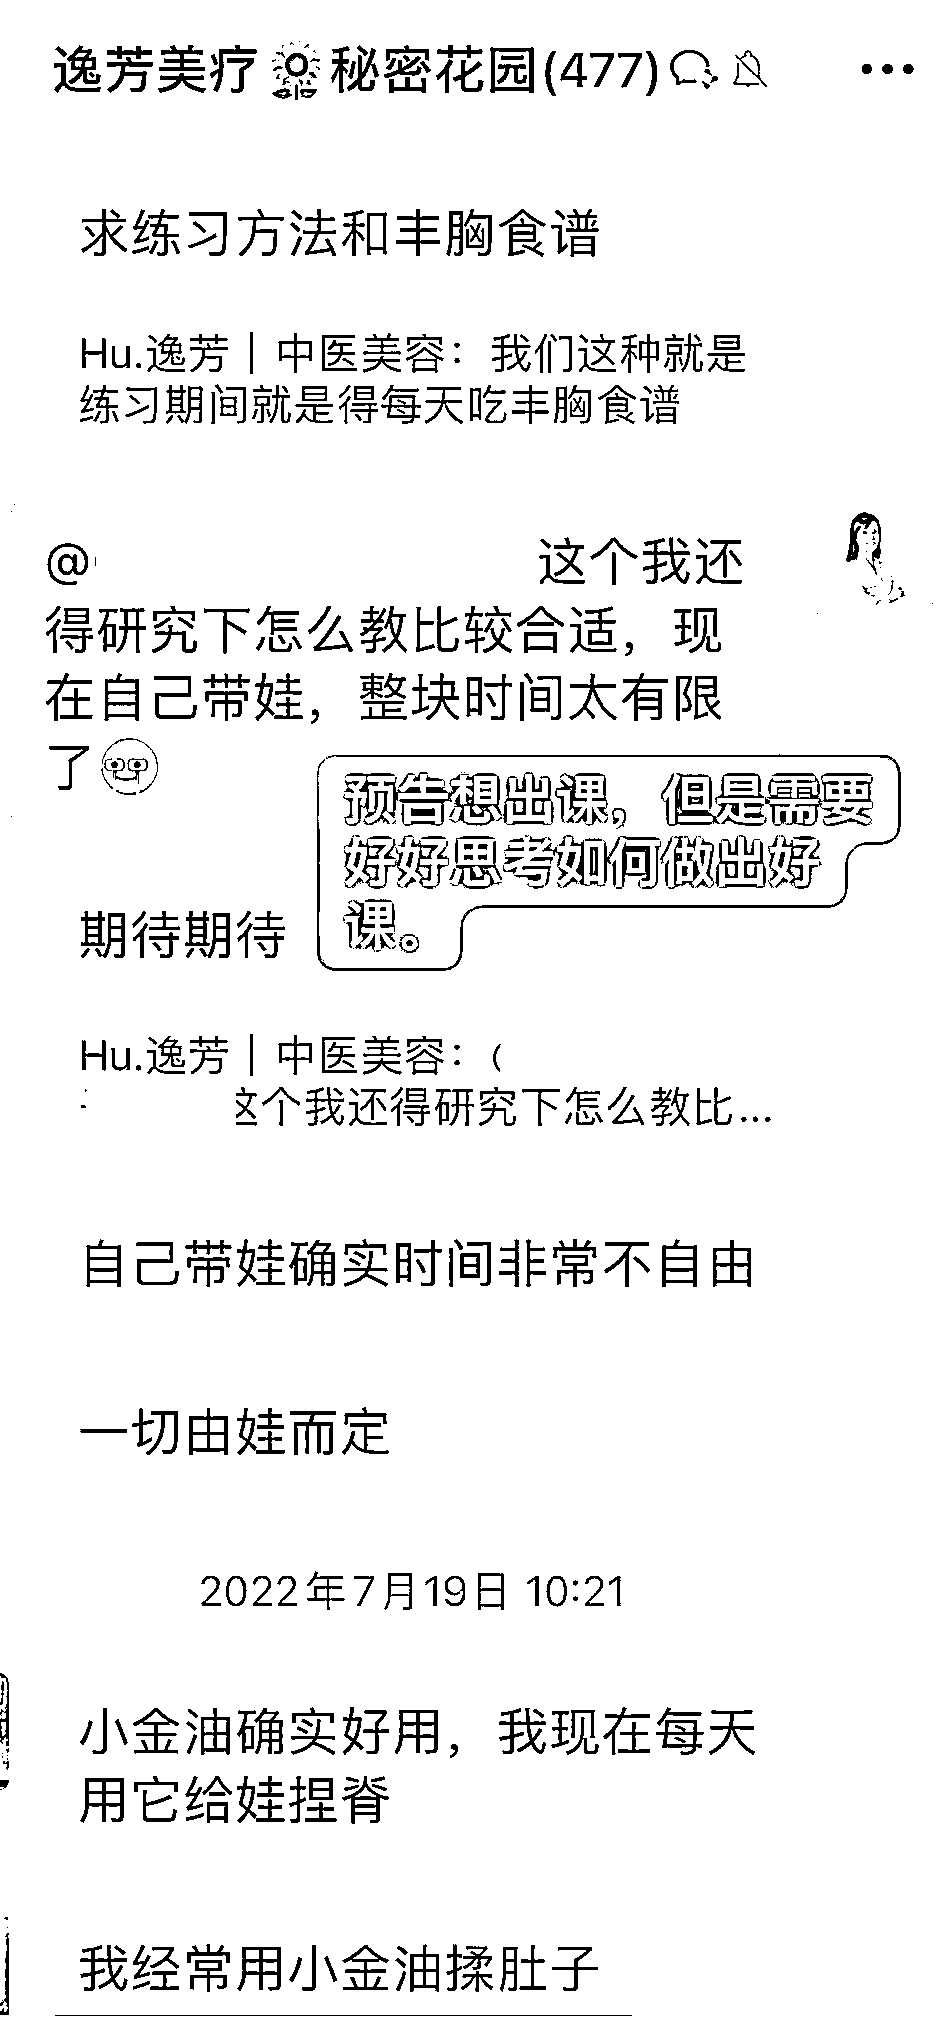 逸芳美疗🌻秘密花园(477)
求练习方法和丰胸食谱
Hu.逸芳｜中医美容：我们这种就是
练习期间就是得每天吃丰胸食谱
@ 这个我还
得研究下怎么教比较合适，现
在自己带娃，整块时间太有限
了😂
预告想出课，但是需要
好好思考如何做出好
课。
期待期待
Hu.逸芳｜中医美容：（
这个我还得研究下怎么教比...
自己带娃确实时间非常不自由
一切由娃而定
2022年7月19日 10:21
小金油确实好用，我现在每天
用它给娃捏脊
我经常用小金油揉肚子